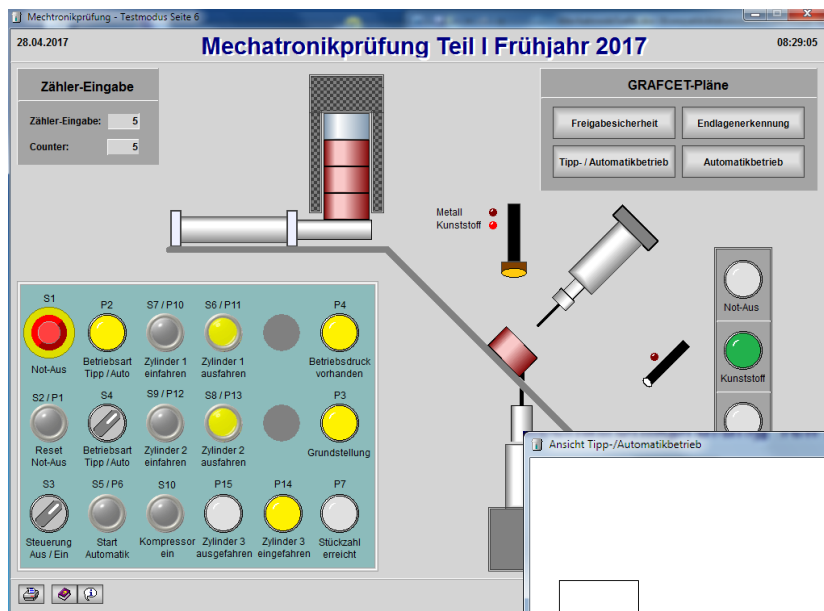 Mechtronikprüfung - Testmodus Seite 6
28.04.2017
Mechatronikprüfung Teil I Frühjahr 2017
08:29:05
Zähler-Eingabe
Zähler-Eingabe: 5
Counter: 5
GRAFCET-Pläne
Freigabesicherheit
Endlagenerkennung
Tipp- / Automatikbetrieb
Automatikbetrieb
Metall
Kunststoff
Not-Aus
Kunststoff
S1
Not-Aus
P2
Betriebsart
Tipp / Auto
S7 / P10
Zylinder 1
einfahren
S6 / P11
Zylinder 1
ausfahren
P4
Betriebsdruck
vorhanden
S2 / P1
Reset
Not-Aus
S4
Betriebsart
Tipp / Auto
S9 / P12
Zylinder 2
einfahren
S8 / P13
Zylinder 2
ausfahren
P3
Grundstellung
S3
Steuerung
Aus / Ein
S5 / P6
Start
Automatik
S10
Kompressor
ein
P15
Zylinder 3
ausgefahren
P14
Zylinder 3
eingefahren
P7
Stückzahl
erreicht
Ansicht Tipp-/Automatikbetrieb